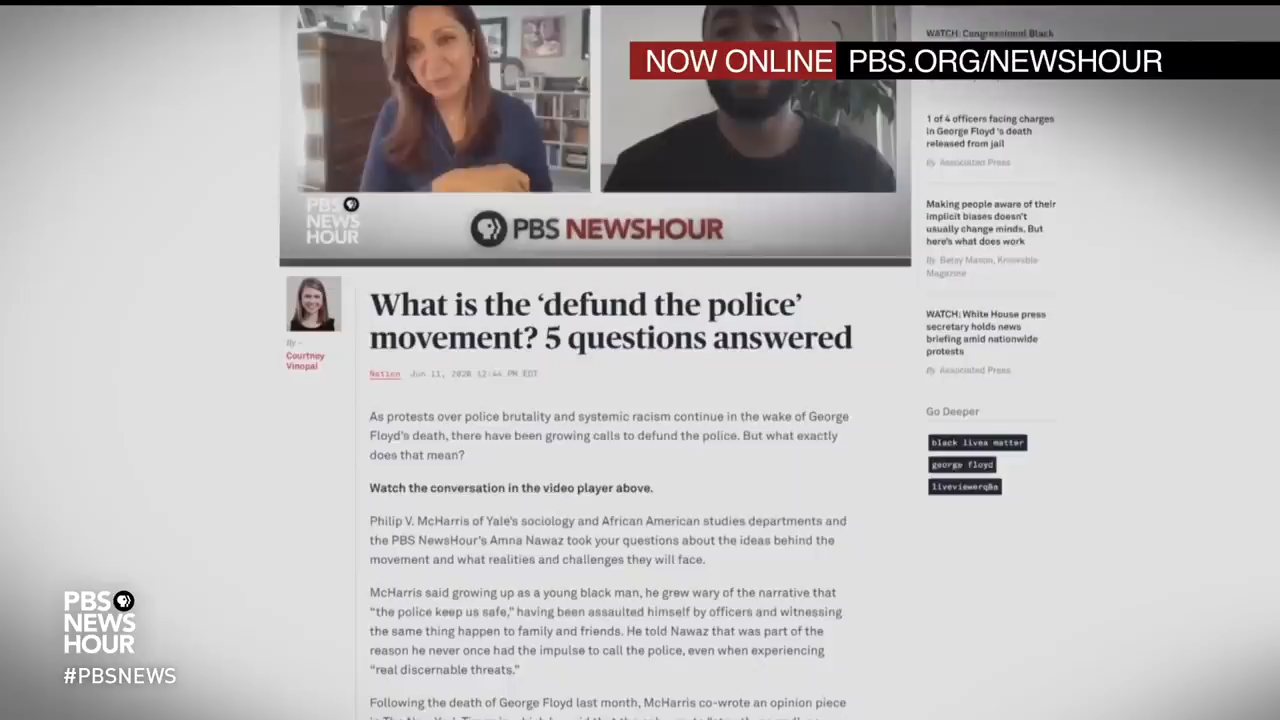 NOW ONLINE PBS.ORG/NEWSHOUR
PBS
NEWS
HOUR
PBS NEWSHOUR
What is the ‘defund the police’
movement? 5 questions answered
By -
Courtney
Vinopal
Nation Jun 11, 2020 12:44 PM EDT
As protests over police brutality and systemic racism continue in the wake of George
Floyd’s death, there have been growing calls to defund the police. But what exactly
does that mean?
Watch the conversation in the video player above.
Philip V. McHarris of Yale’s sociology and African American studies departments and
the PBS NewsHour’s Amna Nawaz took your questions about the ideas behind the
movement and what realities and challenges they will face.
McHarris said growing up as a young black man, he grew wary of the narrative that
“the police keep us safe,” having been assaulted himself by officers and witnessing
the same thing happen to family and friends. He told Nawaz that was part of the
reason he never once had the impulse to call the police, even when experiencing
“real discernable threats.”
Following the death of George Floyd last month, McHarris co-wrote an opinion piece
WATCH: Congressional Black
1 of 4 officers facing charges
in George Floyd ‘s death
released from jail
By Associated Press
Making people aware of their
implicit biases doesn’t
usually change minds. But
here’s what does work
By Betsy Mason, Knowable
Magazine
WATCH: White House press
secretary holds news
briefing amid nationwide
protests
By Associated Press
Go Deeper
black lives matter
george floyd
liveviewerq&a
PBS
NEWS
HOUR
#PBSNEWS